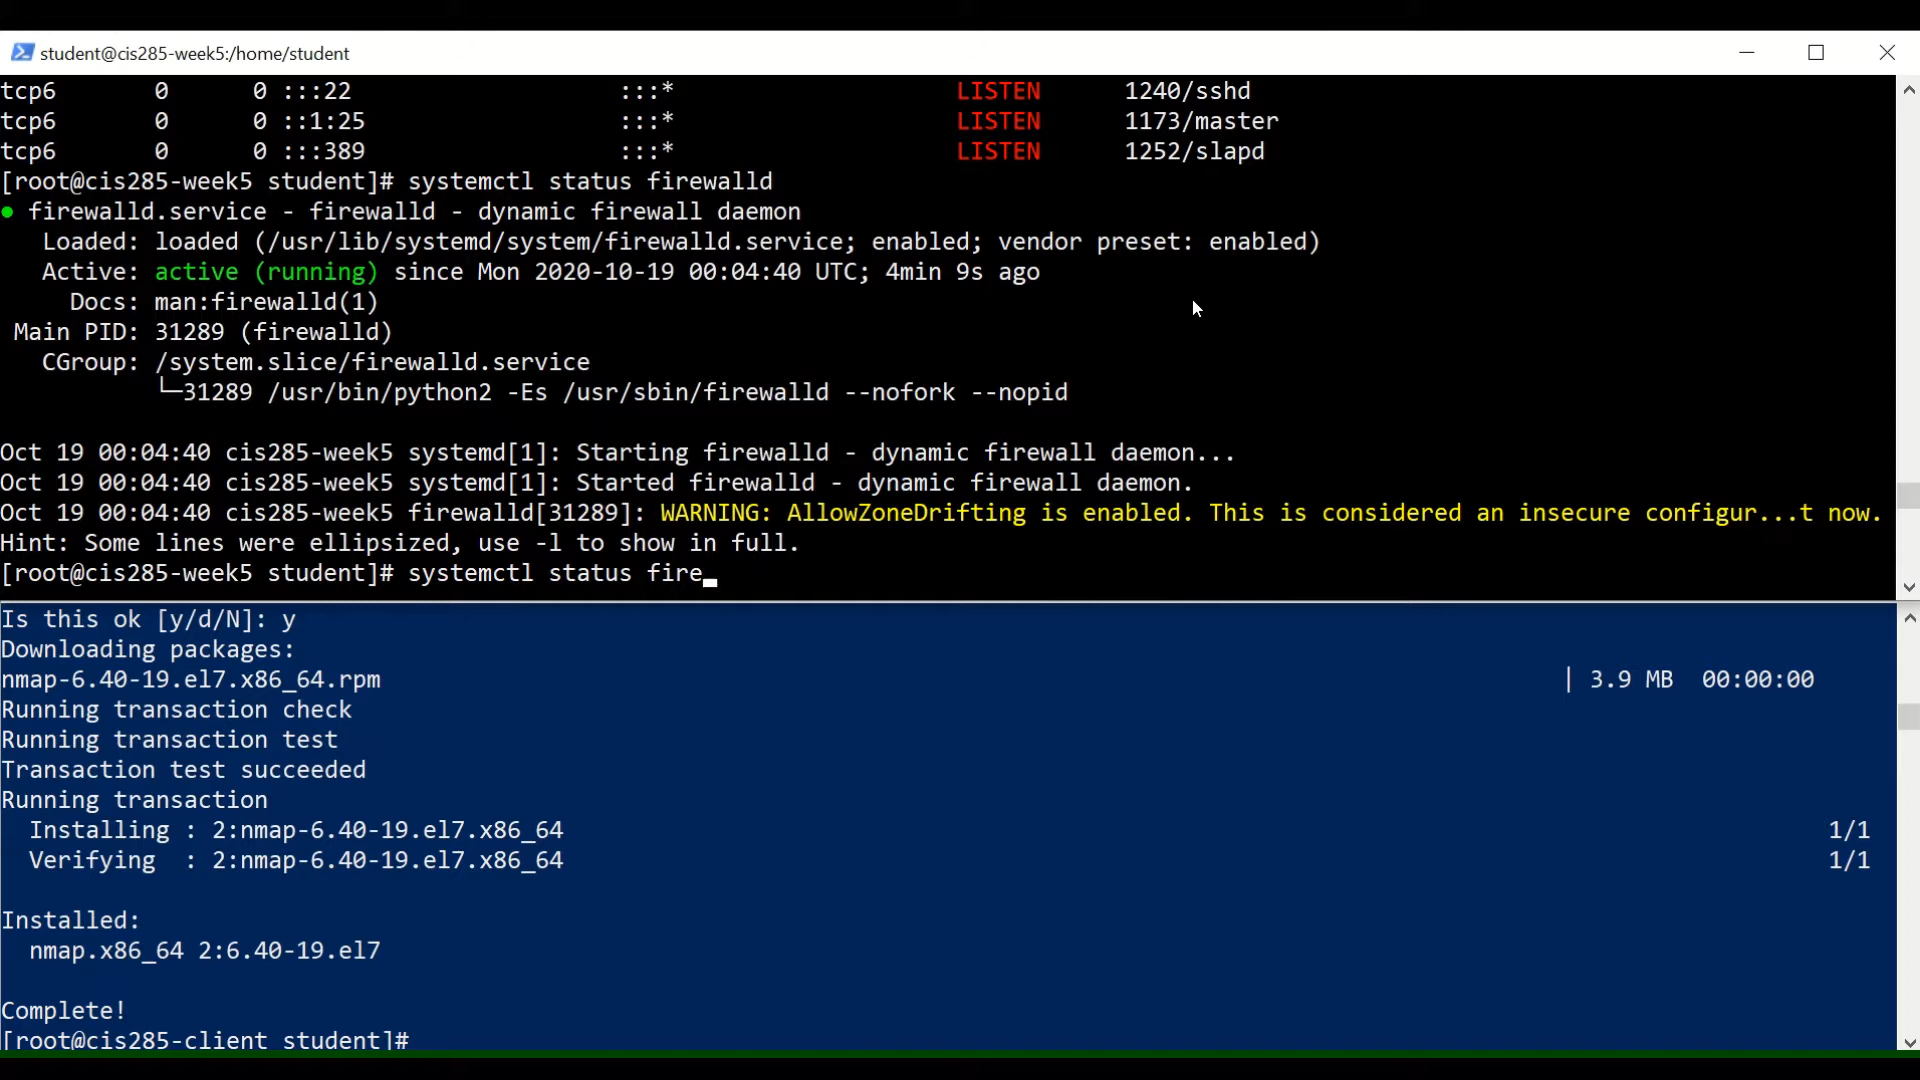 student@cis285-week5:/home/student
tcp6       0      0 :::22                   :::*                    LISTEN      1240/sshd
tcp6       0      0 ::1:25                  :::*                    LISTEN      1173/master
tcp6       0      0 :::389                  :::*                    LISTEN      1252/slapd
[root@cis285-week5 student]# systemctl status firewalld
● firewalld.service - firewalld - dynamic firewall daemon
   Loaded: loaded (/usr/lib/systemd/system/firewalld.service; enabled; vendor preset: enabled)
   Active: active (running) since Mon 2020-10-19 00:04:40 UTC; 4min 9s ago
     Docs: man:firewalld(1)
 Main PID: 31289 (firewalld)
   CGroup: /system.slice/firewalld.service
           └─31289 /usr/bin/python2 -Es /usr/sbin/firewalld --nofork --nopid
Oct 19 00:04:40 cis285-week5 systemd[1]: Starting firewalld - dynamic firewall daemon...
Oct 19 00:04:40 cis285-week5 systemd[1]: Started firewalld - dynamic firewall daemon.
Oct 19 00:04:40 cis285-week5 firewalld[31289]: WARNING: AllowZoneDrifting is enabled. This is considered an insecure configur...t now.
Hint: Some lines were ellipsized, use -l to show in full.
[root@cis285-week5 student]# systemctl status fire
Is this ok [y/d/N]: y
Downloading packages:
nmap-6.40-19.el7.x86_64.rpm | 3.9 MB  00:00:00
Running transaction check
Running transaction test
Transaction test succeeded
Running transaction
  Installing : 2:nmap-6.40-19.el7.x86_64 1/1
  Verifying  : 2:nmap-6.40-19.el7.x86_64 1/1
Installed:
  nmap.x86_64 2:6.40-19.el7
Complete!
[root@cis285-client student]#